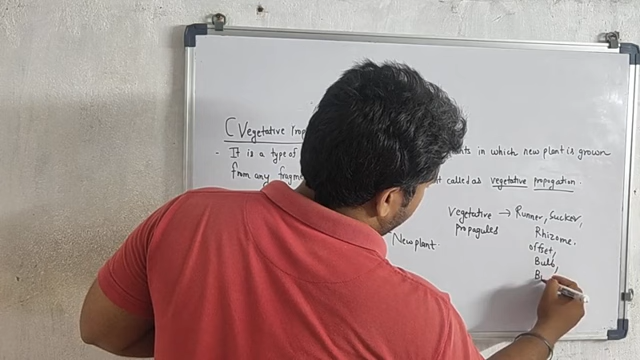 C Vegetative Prop
- It is a type of nts in which new plant is grown
from any fragme t called as vegetative propagation.
Vegetative → Runner, Sucker,
propagules Rhizome.
New plant offset,
Bulb,
B